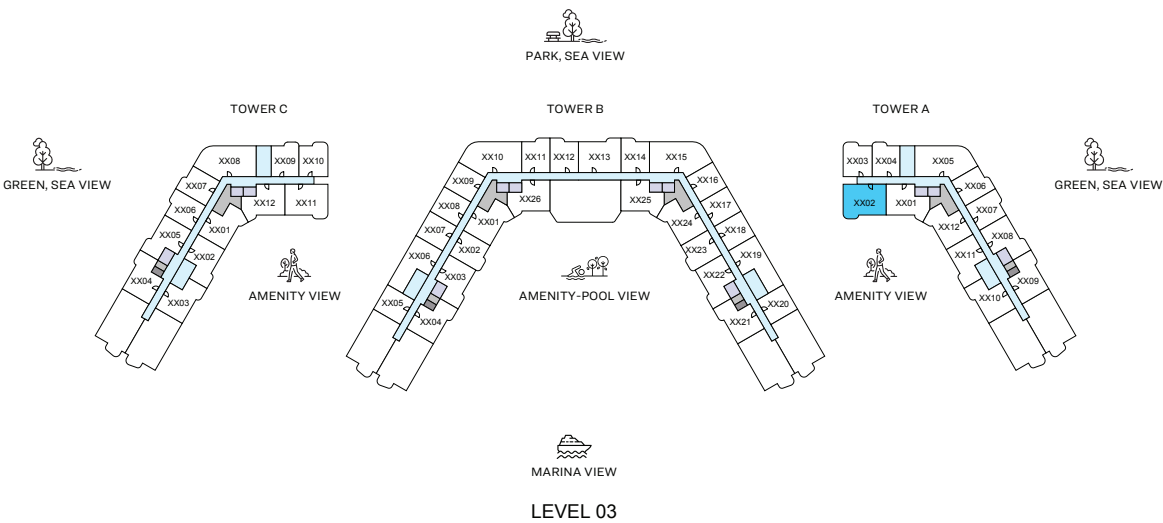 PARK, SEA VIEW
TOWER C
TOWER B
TOWER A
GREEN, SEA VIEW
GREEN, SEA VIEW
XX08
XX09
XX10
XX07
XX12
XX11
XX06
XX01
XX05
XX02
XX04
XX03
XX10
XX11
XX12
XX13
XX14
XX15
XX09
XX16
XX26
XX25
XX08
XX17
XX01
XX24
XX07
XX18
XX02
XX23
XX06
XX19
XX03
XX22
XX05
XX20
XX04
XX21
XX03
XX04
XX05
XX02
XX01
XX06
XX07
XX12
XX08
XX11
XX09
XX10
AMENITY VIEW
AMENITY-POOL VIEW
AMENITY VIEW
MARINA VIEW
LEVEL 03